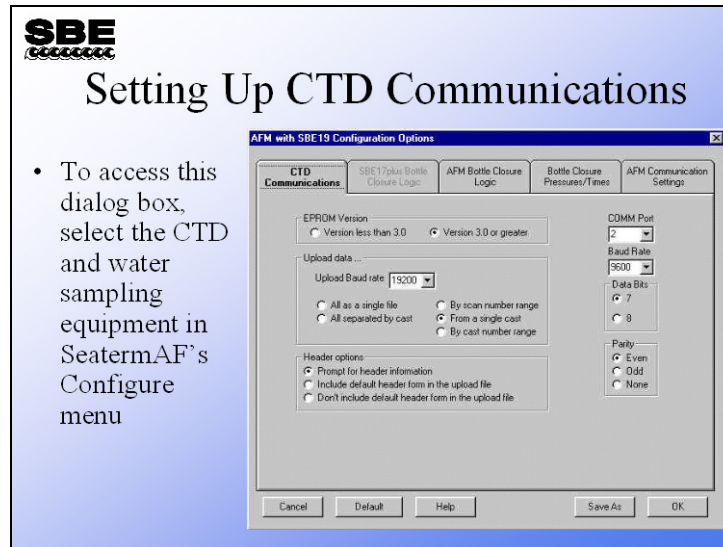 SBE
Setting Up CTD Communications
• To access this
dialog box,
select the CTD
and water
sampling
equipment in
SeatermAF's
Configure
menu
AFM with SBE19 Configuration Options
CTD
Communications
SBE17plus Bottle
Closure Logic
AFM Bottle Closure
Logic
Bottle Closure
Pressures/Times
AFM Communication
Settings
EPROM Version
Version less than 3.0
Version 3.0 or greater
Upload data ...
Upload Baud rate 19200
All as a single file
All separated by cast
By scan number range
From a single cast
By cast number range
Header options
Prompt for header information
Include default header form in the upload file
Don't include default header form in the upload file
COMM Port
2
Baud Rate
9600
Data Bits
7
8
Parity
Even
Odd
None
Cancel
Default
Help
Save As
OK